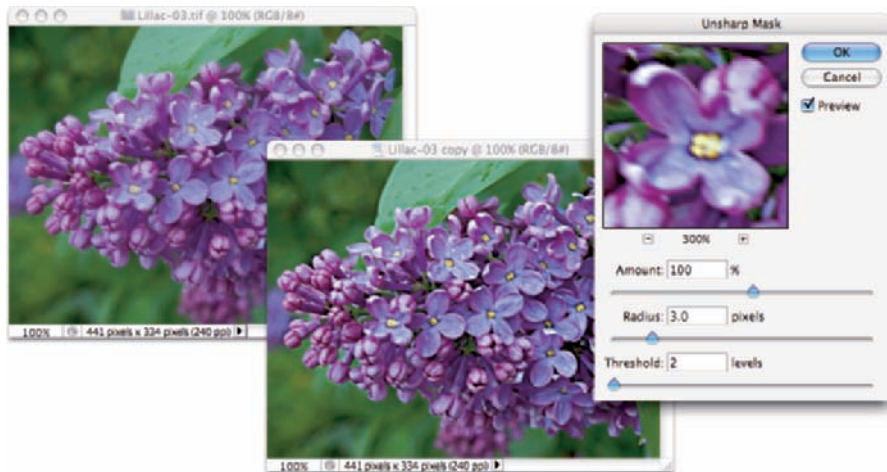 Lillac-03.tif @ 100% (RGB/8#)
100%
441 pixels x 334 pixels (240 ppi)
Lillac-03 copy @ 100% (RGB/8#)
100%
441 pixels x 334 pixels (240 ppi)
Unsharp Mask
OK
Cancel
Preview
300%
Amount: 100 %
Radius: 3.0 pixels
Threshold: 2 levels